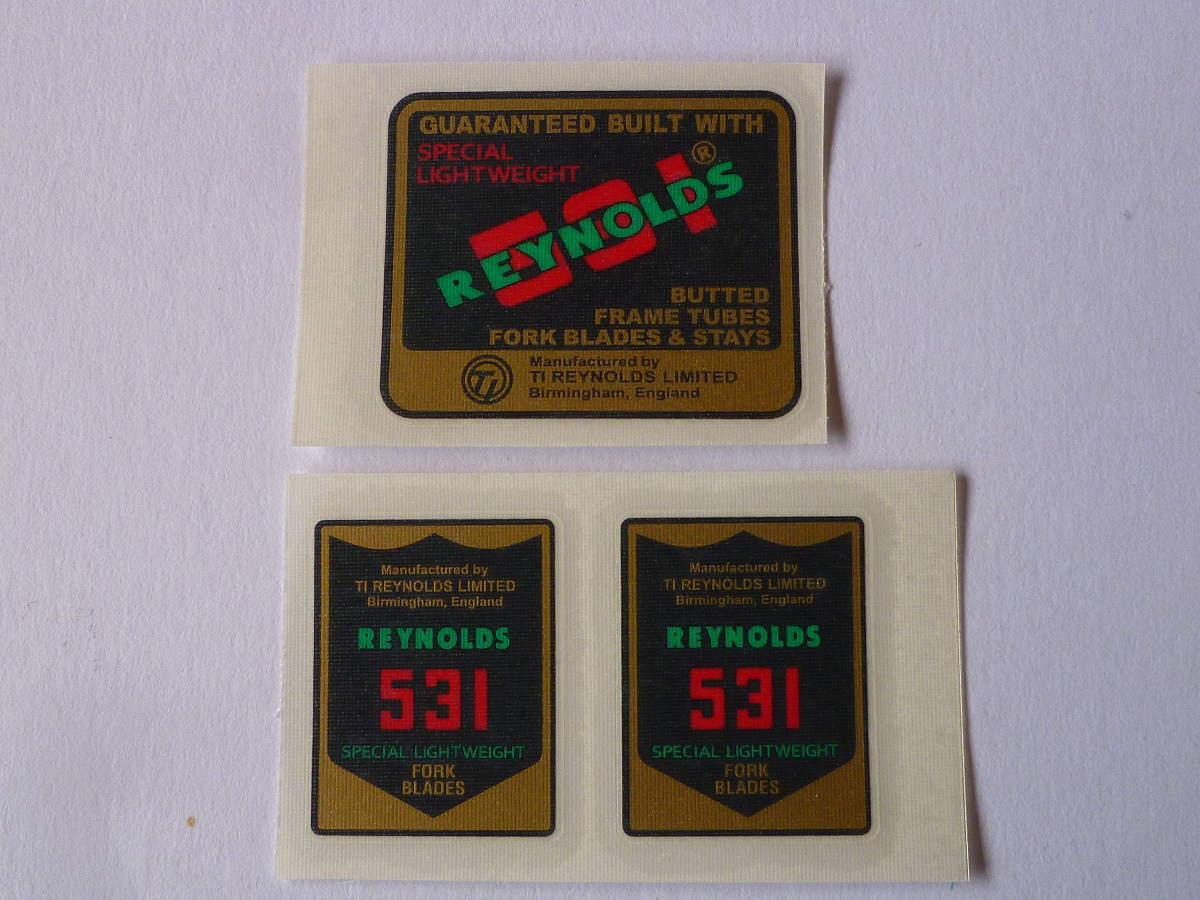 GUARANTEED BUILT WITH
SPECIAL
LIGHTWEIGHT
531
REYNOLDS ®
BUTTED
FRAME TUBES
FORK BLADES & STAYS
TI
Manufactured by
TI REYNOLDS LIMITED
Birmingham, England
Manufactured by
TI REYNOLDS LIMITED
Birmingham, England
REYNOLDS
531
SPECIAL LIGHTWEIGHT
FORK
BLADES
Manufactured by
TI REYNOLDS LIMITED
Birmingham, England
REYNOLDS
531
SPECIAL LIGHTWEIGHT
FORK
BLADES